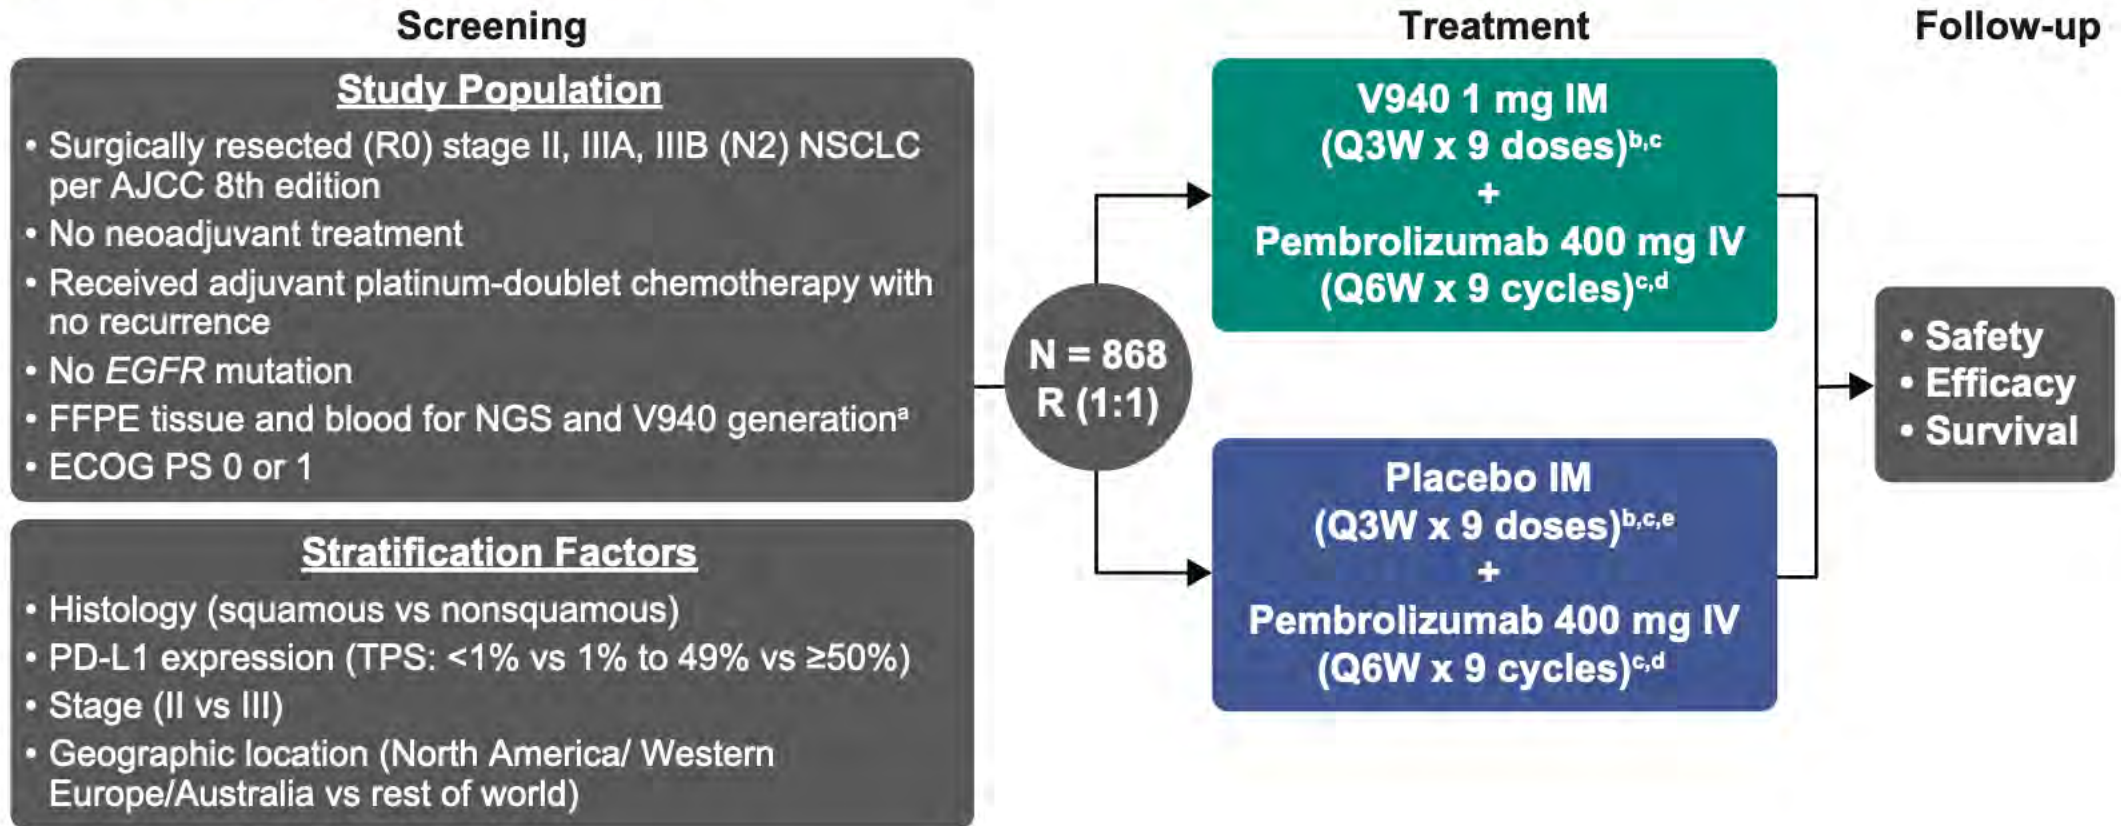 Screening
Study Population
• Surgically resected (R0) stage II, IIIA, IIIB (N2) NSCLC
per AJCC 8th edition
• No neoadjuvant treatment
• Received adjuvant platinum-doublet chemotherapy with
no recurrence
• No EGFR mutation
• FFPE tissue and blood for NGS and V940 generationᵃ
• ECOG PS 0 or 1
Stratification Factors
• Histology (squamous vs nonsquamous)
• PD-L1 expression (TPS: <1% vs 1% to 49% vs ≥50%)
• Stage (II vs III)
• Geographic location (North America/ Western
Europe/Australia vs rest of world)
N = 868
R (1:1)
Treatment
V940 1 mg IM
(Q3W x 9 doses)ᵇ,ᶜ
+
Pembrolizumab 400 mg IV
(Q6W x 9 cycles)ᶜ,ᵈ
Placebo IM
(Q3W x 9 doses)ᵇ,ᶜ,ᵉ
+
Pembrolizumab 400 mg IV
(Q6W x 9 cycles)ᶜ,ᵈ
Follow-up
• Safety
• Efficacy
• Survival